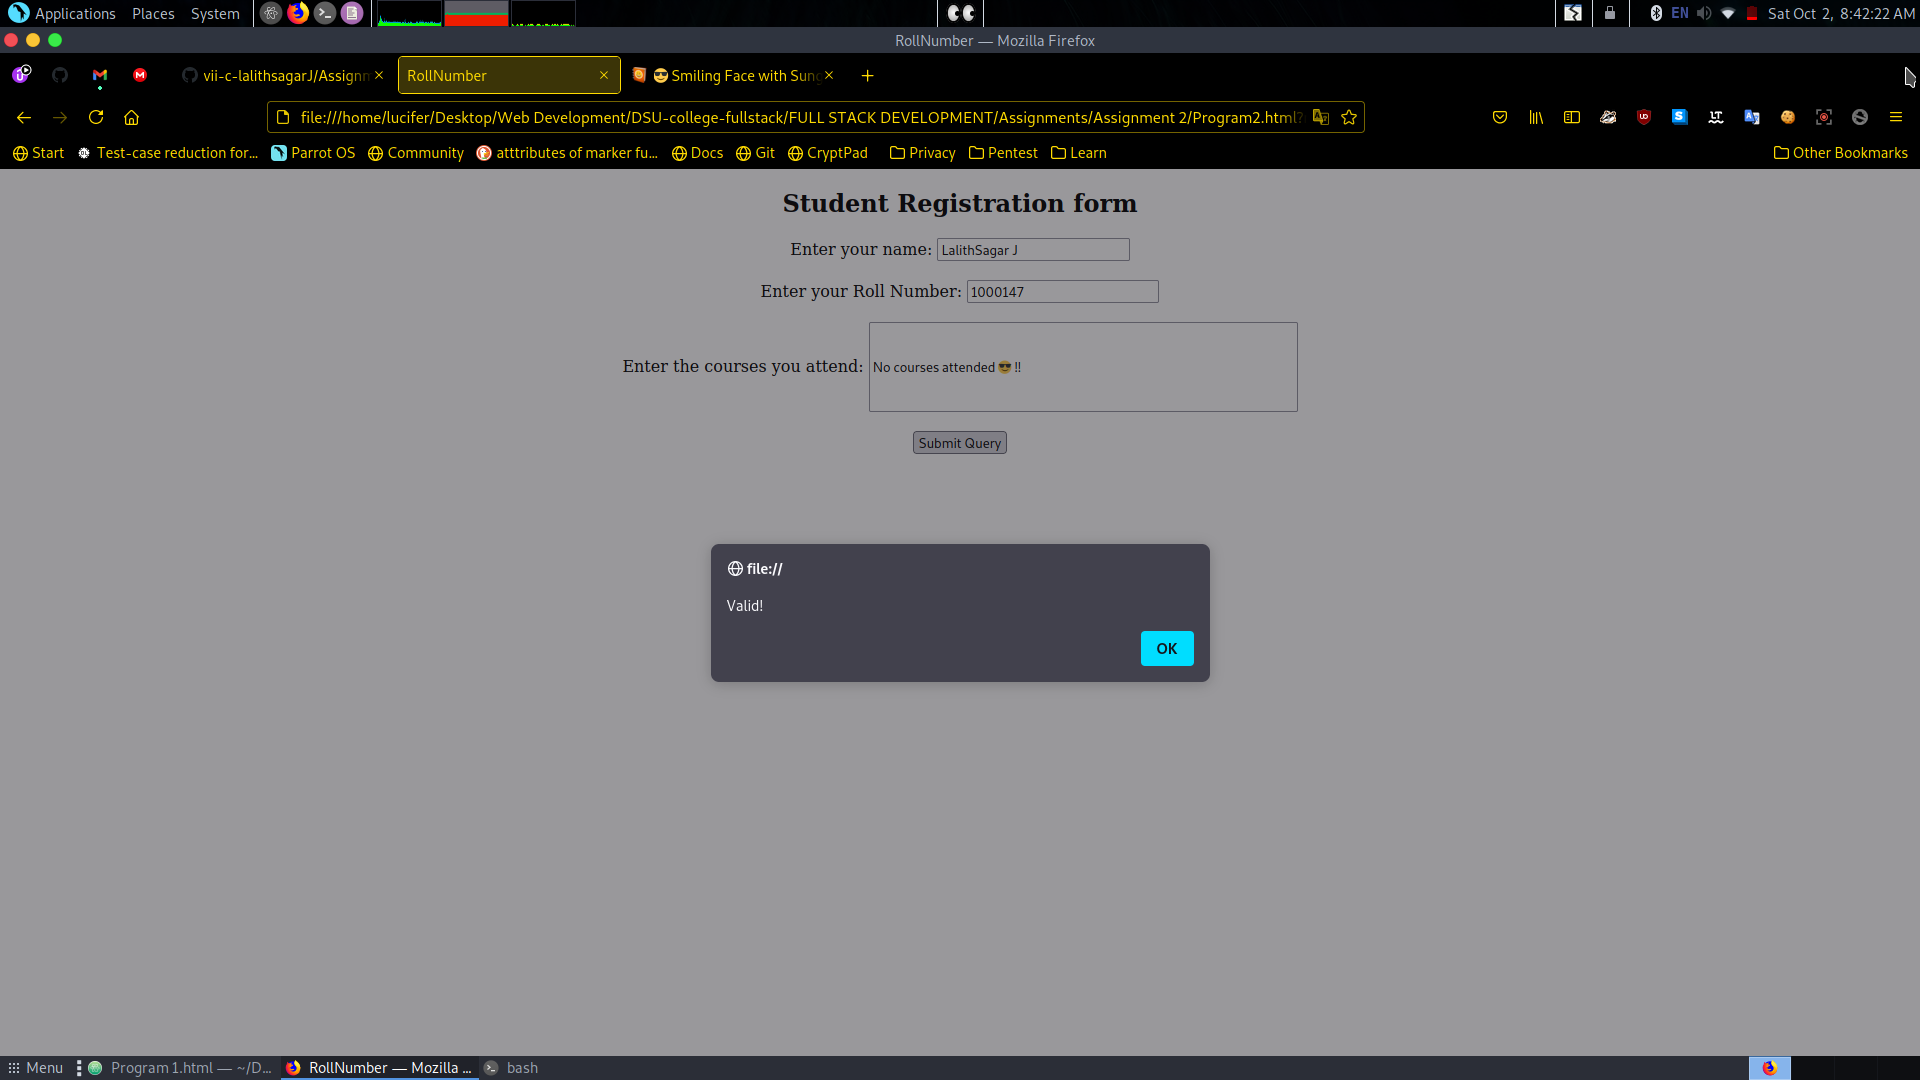 Applications Places System EN Sat Oct 2, 8:42:22 AM
RollNumber — Mozilla Firefox
vii-c-lalithsagarJ/Assignm RollNumber 😎 Smiling Face with Sung
file:///home/lucifer/Desktop/Web Development/DSU-college-fullstack/FULL STACK DEVELOPMENT/Assignments/Assignment 2/Program2.html?
Start Test-case reduction for... Parrot OS Community atttributes of marker fu... Docs Git CryptPad Privacy Pentest Learn Other Bookmarks
Student Registration form
Enter your name: LalithSagar J
Enter your Roll Number: 1000147
Enter the courses you attend: No courses attended 😎 !!
Submit Query
file://
Valid!
OK
Menu Program1.html — ~/D... RollNumber — Mozilla ... bash